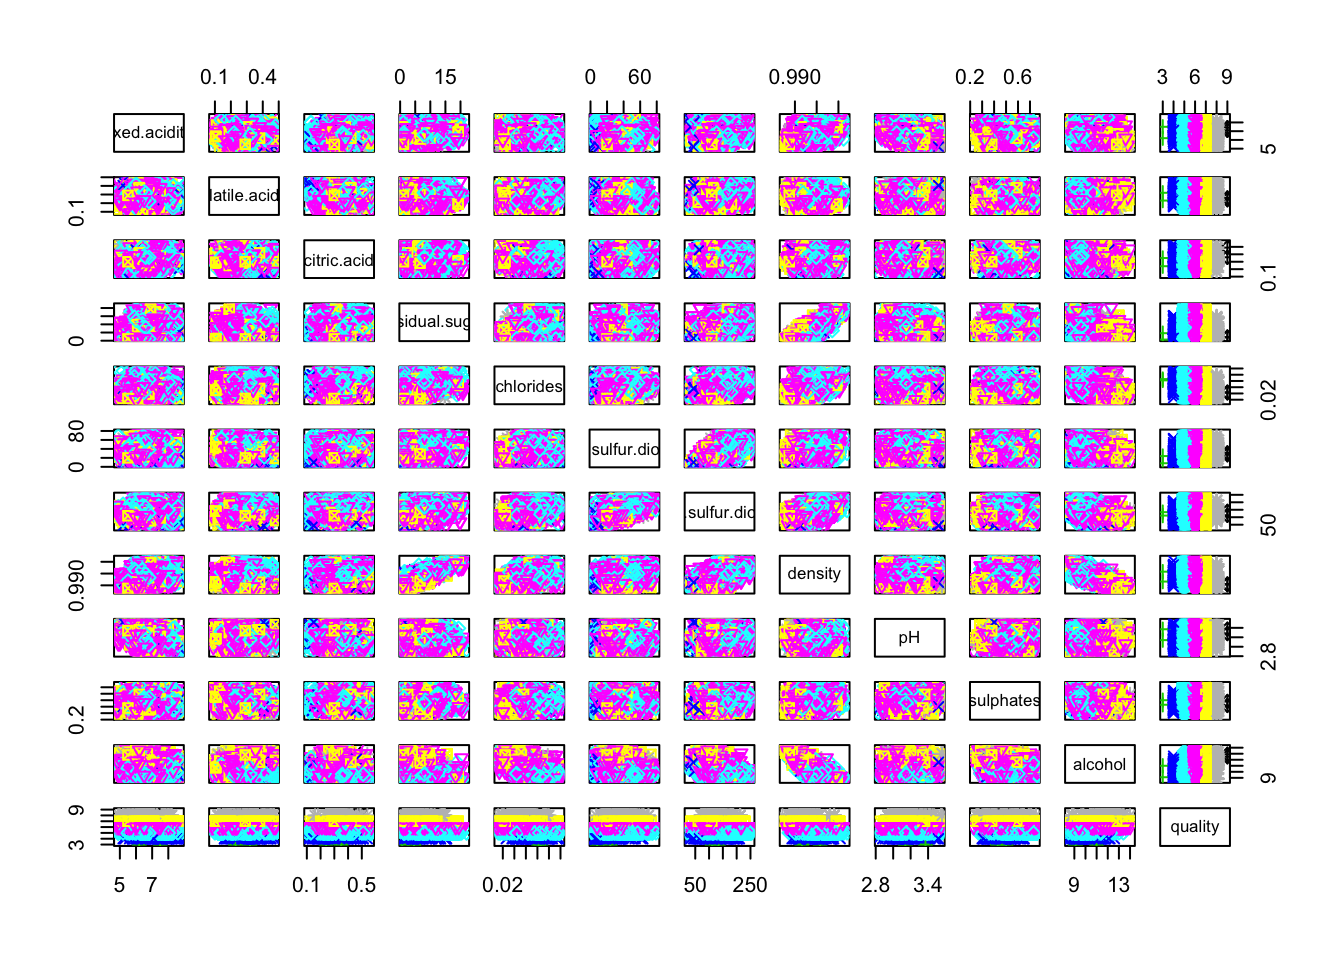 0.1 0.4 0 15 0 60 0.990 0.2 0.6 3 6 9
xed.acidit 5
0.1 latile.acid
citric.acid 0.1
0 sidual.sug
chlorides 0.02
0 80 sulfur.dio
sulfur.dio 50
0.990 density
pH 2.8
0.2 sulphates
alcohol 9
3 9 quality
5 7 0.1 0.5 0.02 50 250 2.8 3.4 9 13